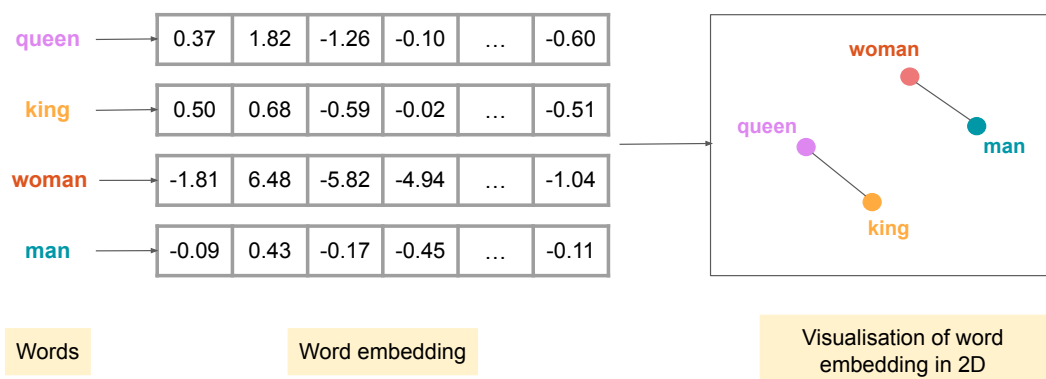 queen 0.37 1.82 -1.26 -0.10 ... -0.60
king 0.50 0.68 -0.59 -0.02 ... -0.51
woman -1.81 6.48 -5.82 -4.94 ... -1.04
man -0.09 0.43 -0.17 -0.45 ... -0.11
woman
man
queen
king
Words
Word embedding
Visualisation of word
embedding in 2D